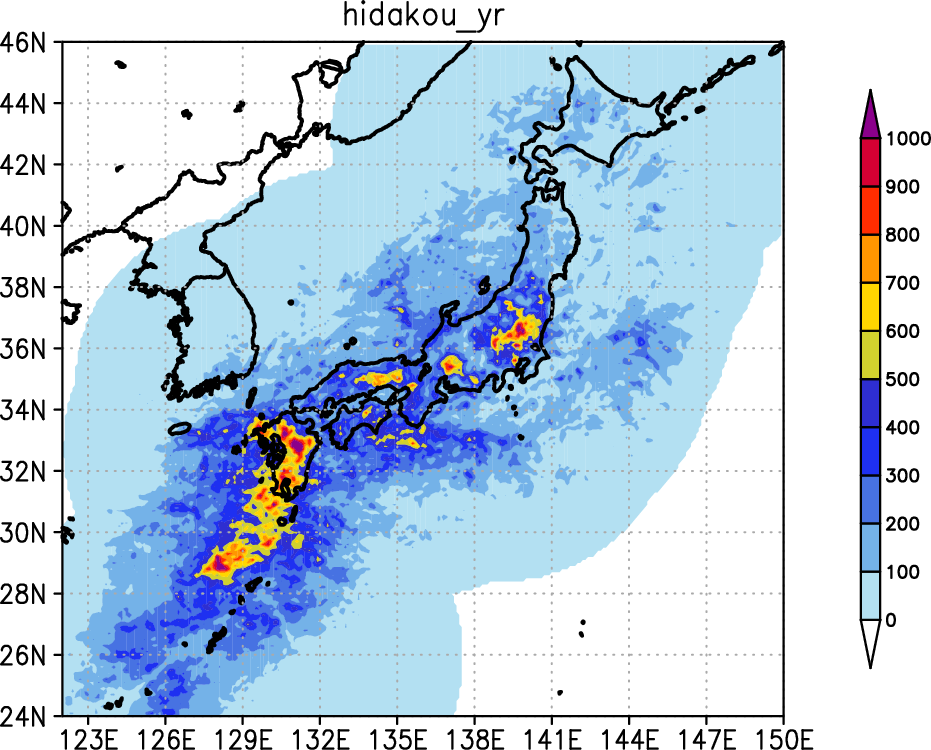 hidakou_yr
46N
44N
42N
40N
38N
36N
34N
32N
30N
28N
26N
24N
123E 126E 129E 132E 135E 138E 141E 144E 147E 150E
1000
900
800
700
600
500
400
300
200
100
0